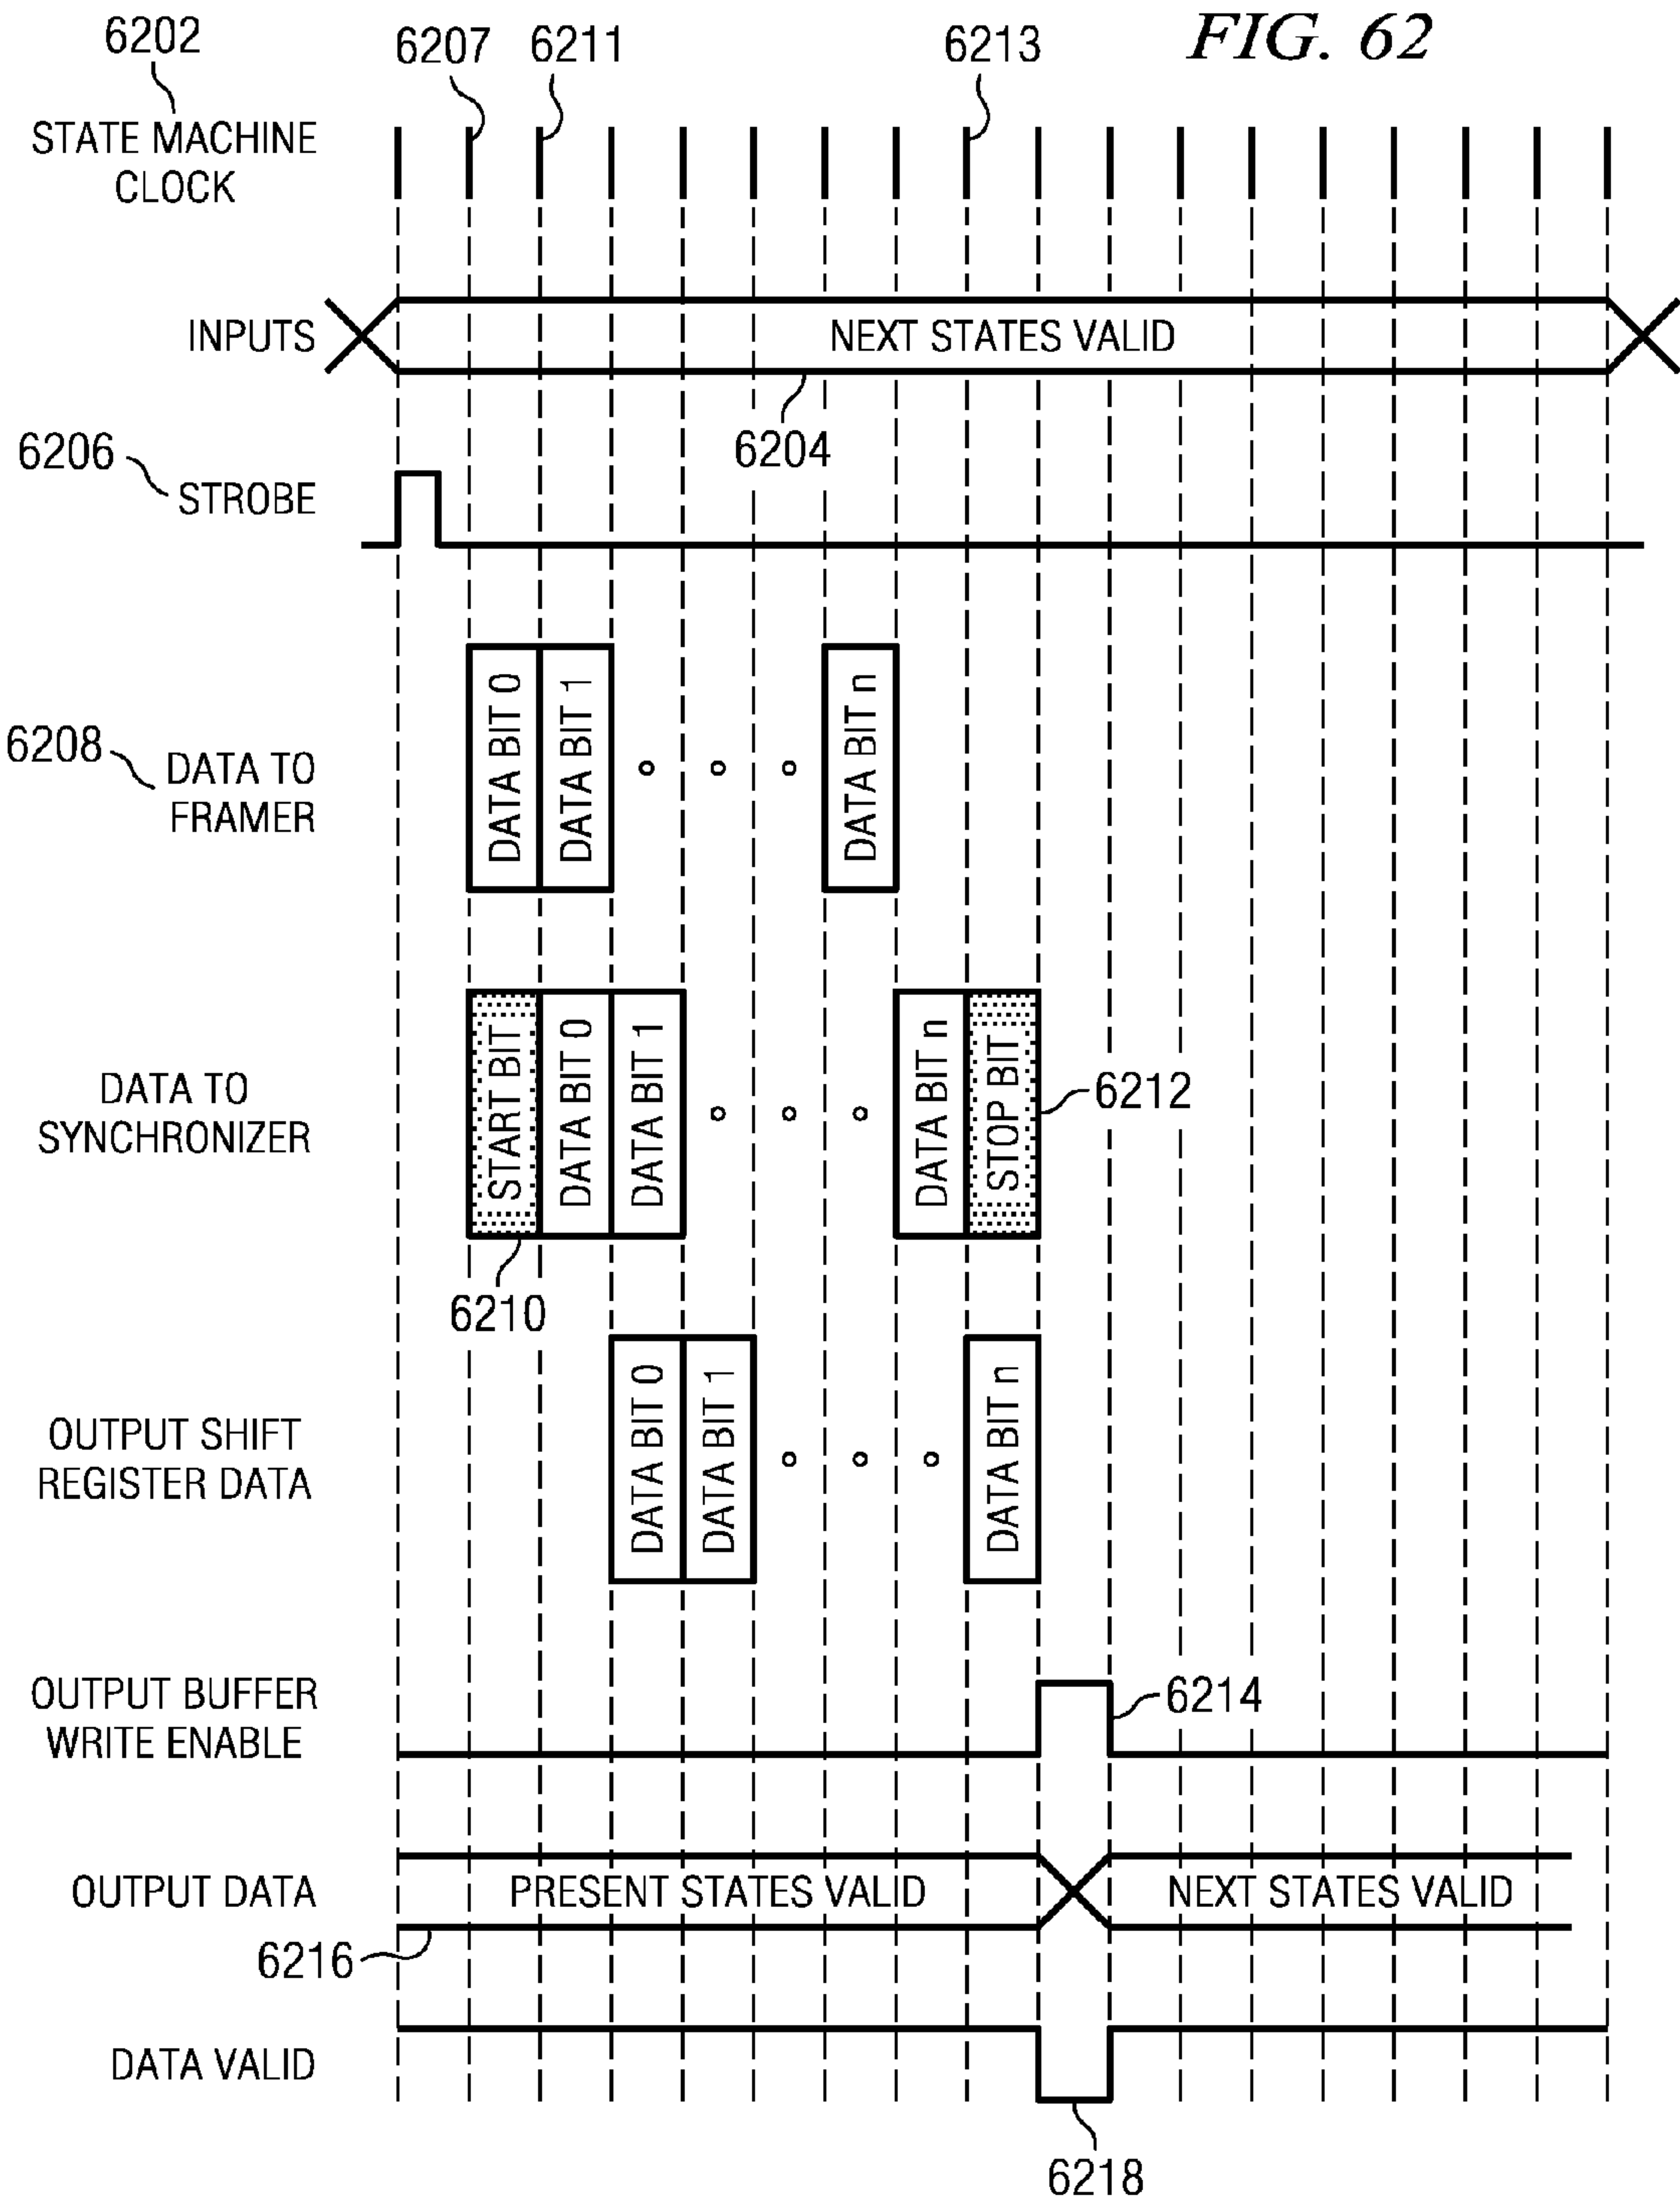 FIG. 62
6202
6207
6211
6213
STATE MACHINE
CLOCK
INPUTS
NEXT STATES VALID
6204
6206
STROBE
6208
DATA TO
FRAMER
DATA BIT 0
DATA BIT 1
DATA BIT n
DATA TO
SYNCHRONIZER
START BIT
DATA BIT 0
DATA BIT 1
DATA BIT n
STOP BIT
6212
6210
OUTPUT SHIFT
REGISTER DATA
DATA BIT 0
DATA BIT 1
DATA BIT n
OUTPUT BUFFER
WRITE ENABLE
6214
OUTPUT DATA
PRESENT STATES VALID
NEXT STATES VALID
6216
DATA VALID
6218